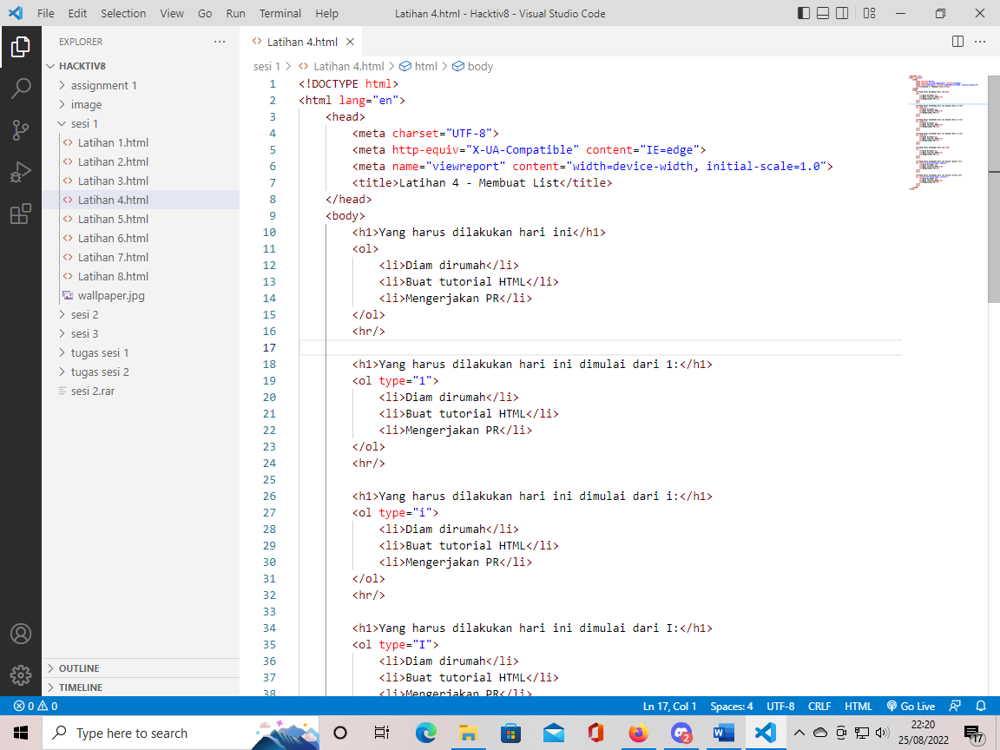 File Edit Selection View Go Run Terminal Help
Latihan 4.html - Hacktiv8 - Visual Studio Code
EXPLORER
HACKTIV8
assignment 1
image
sesi 1
Latihan 1.html
Latihan 2.html
Latihan 3.html
Latihan 4.html
Latihan 5.html
Latihan 6.html
Latihan 7.html
Latihan 8.html
wallpaper.jpg
sesi 2
sesi 3
tugas sesi 1
tugas sesi 2
sesi 2.rar
OUTLINE
TIMELINE
Latihan 4.html
sesi 1 > Latihan 4.html > html > body
1 <!DOCTYPE html>
2 <html lang="en">
3 <head>
4 <meta charset="UTF-8">
5 <meta http-equiv="X-UA-Compatible" content="IE=edge">
6 <meta name="viewreport" content="width=device-width, initial-scale=1.0">
7 <title>Latihan 4 - Membuat List</title>
8 </head>
9 <body>
10 <h1>Yang harus dilakukan hari ini</h1>
11 <ol>
12 <li>Diam dirumah</li>
13 <li>Buat tutorial HTML</li>
14 <li>Mengerjakan PR</li>
15 </ol>
16 <hr/>
17
18 <h1>Yang harus dilakukan hari ini dimulai dari 1:</h1>
19 <ol type="1">
20 <li>Diam dirumah</li>
21 <li>Buat tutorial HTML</li>
22 <li>Mengerjakan PR</li>
23 </ol>
24 <hr/>
25
26 <h1>Yang harus dilakukan hari ini dimulai dari i:</h1>
27 <ol type="i">
28 <li>Diam dirumah</li>
29 <li>Buat tutorial HTML</li>
30 <li>Mengerjakan PR</li>
31 </ol>
32 <hr/>
33
34 <h1>Yang harus dilakukan hari ini dimulai dari I:</h1>
35 <ol type="I">
36 <li>Diam dirumah</li>
37 <li>Buat tutorial HTML</li>
38 <li>Mengerjakan PR</li>
0 0
Ln 17, Col 1 Spaces: 4 UTF-8 CRLF HTML Go Live
Type here to search
2
22:20
25/08/2022
17